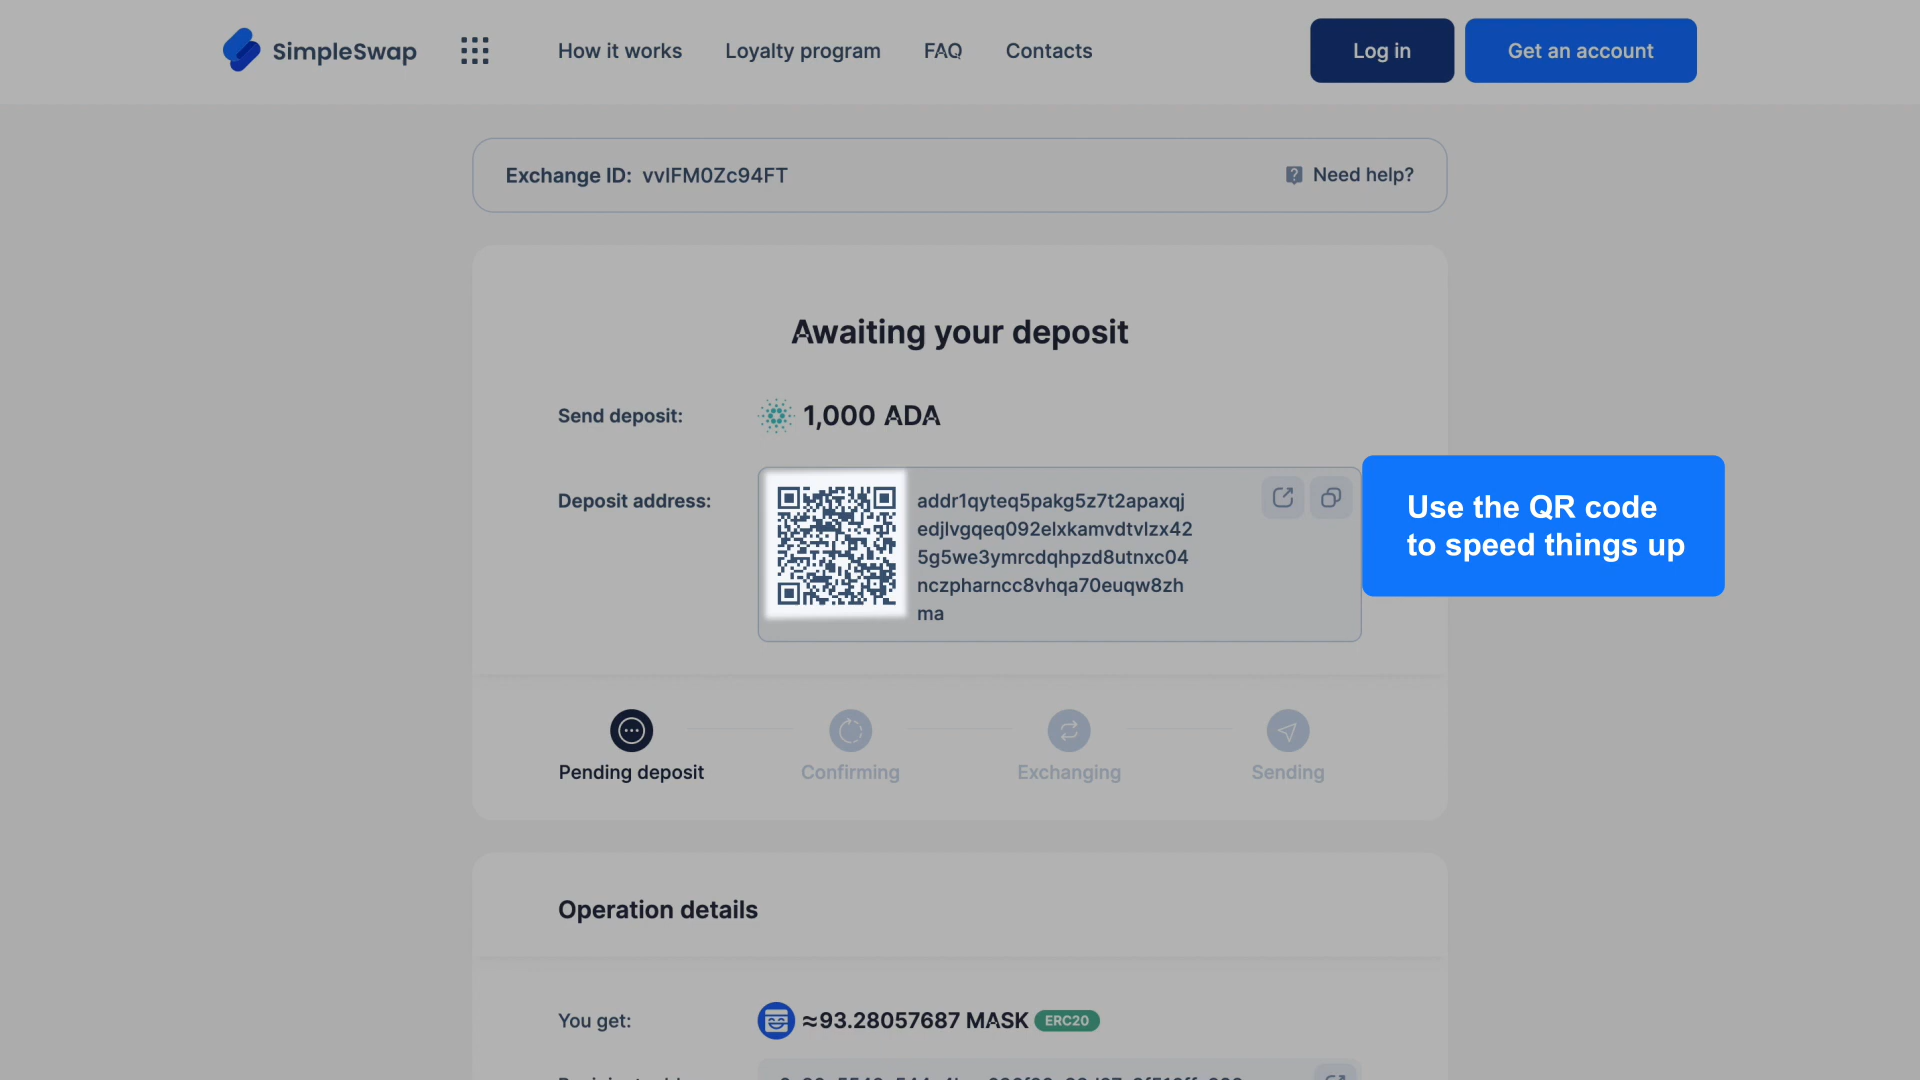 SimpleSwap
How it works
Loyalty program
FAQ
Contacts
Log in
Get an account
Exchange ID: vvIFM0Zc94FT
Need help?
Awaiting your deposit
Send deposit:
1,000 ADA
Deposit address:
addr1qyteq5pakg5z7t2apaxqj
edjlvgqeq092elxkamvdtvlzx42
5g5we3ymrcdqhpzd8utnxc04
nczpharncc8vhqa70euqw8zh
ma
Use the QR code
to speed things up
Pending deposit
Confirming
Exchanging
Sending
Operation details
You get:
≈93.28057687 MASK ERC20